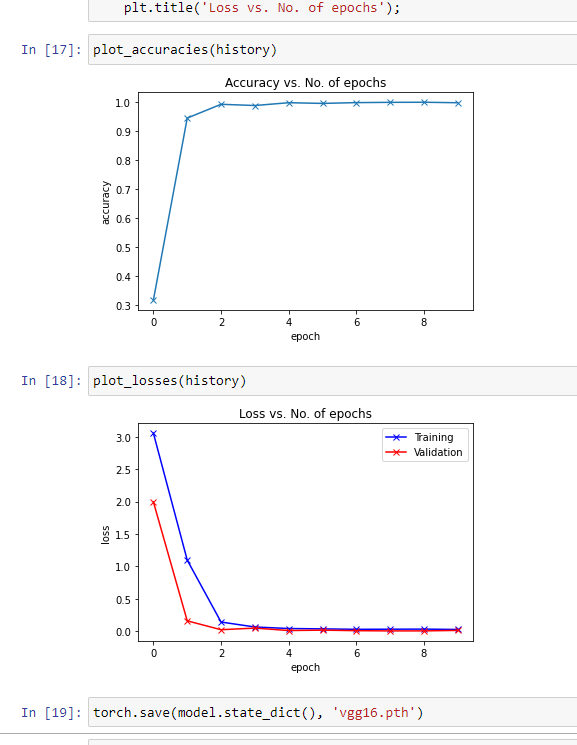 plt.title('Loss vs. No. of epochs');
In [17]: plot_accuracies(history)
Accuracy vs. No. of epochs
1.0
0.9
0.8
0.7
0.6
0.5
0.4
0.3
accuracy
0 2 4 6 8
epoch
In [18]: plot_losses(history)
Loss vs. No. of epochs
Training
Validation
3.0
2.5
2.0
1.5
1.0
0.5
0.0
loss
0 2 4 6 8
epoch
In [19]: torch.save(model.state_dict(), 'vgg16.pth')